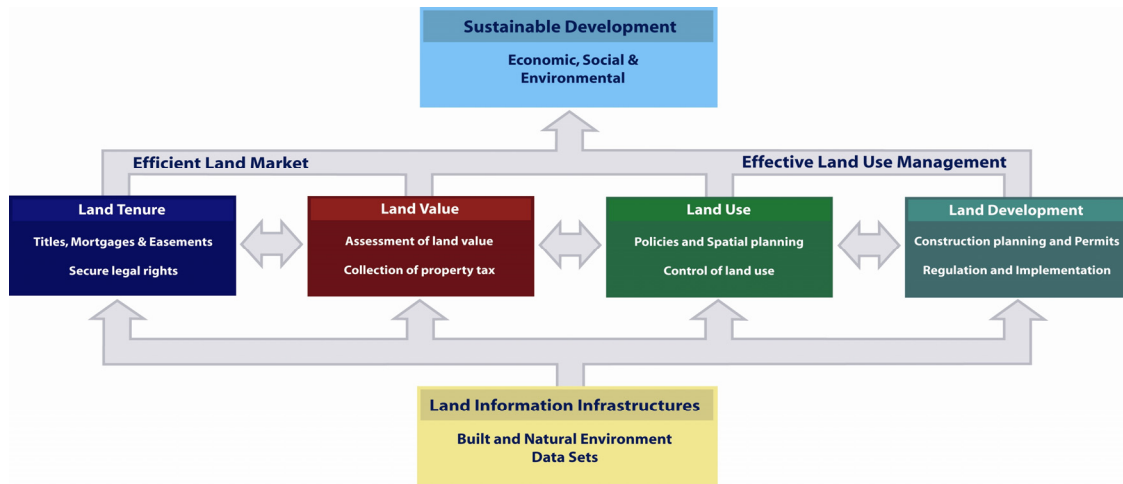 Sustainable Development
Economic, Social &
Environmental
Efficient Land Market
Effective Land Use Management
Land Tenure
Titles, Mortgages & Easements
Secure legal rights
Land Value
Assessment of land value
Collection of property tax
Land Use
Policies and Spatial planning
Control of land use
Land Development
Construction planning and Permits
Regulation and Implementation
Land Information Infrastructures
Built and Natural Environment
Data Sets